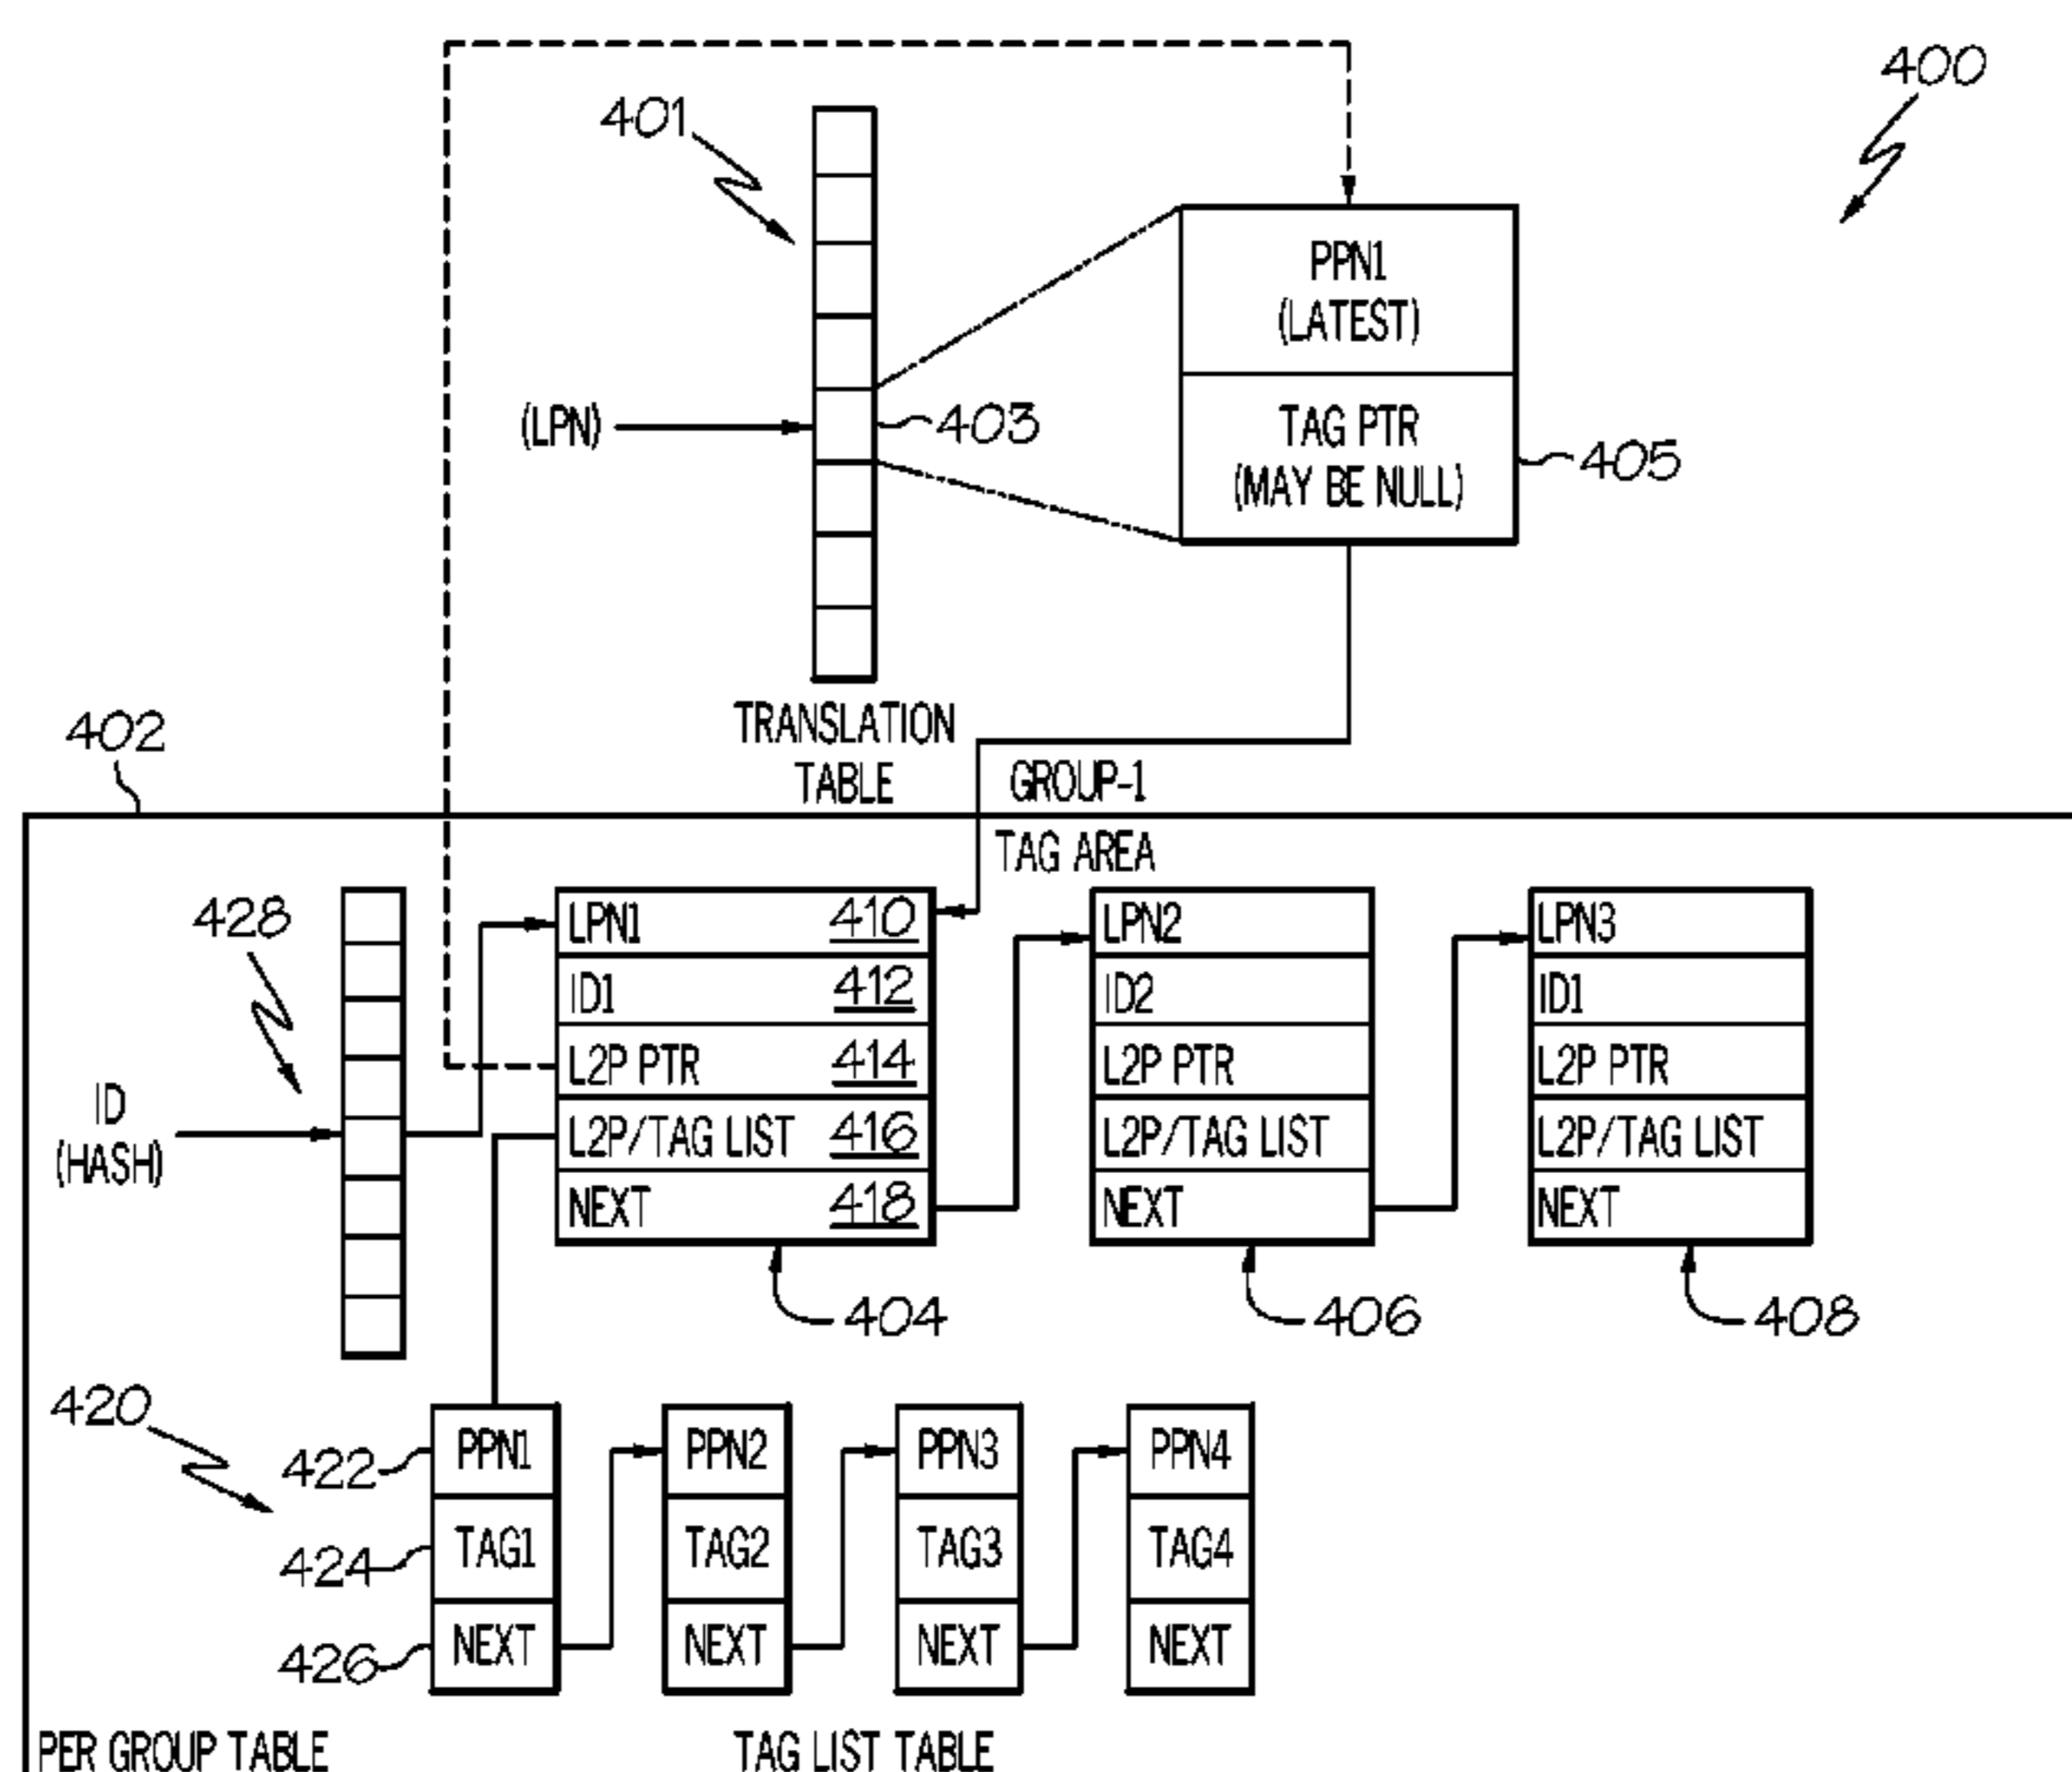 400
401
PPN1
(LATEST)
(LPN)
403
TAG PTR
(MAY BE NULL)
405
TRANSLATION
TABLE
402
GROUP-1
TAG AREA
428
LPN1 410
ID1 412
L2P PTR 414
L2P/TAG LIST 416
NEXT 418
LPN2
ID2
L2P PTR
L2P/TAG LIST
NEXT
LPN3
ID1
L2P PTR
L2P/TAG LIST
NEXT
ID
(HASH)
404
406
408
420
422
424
426
PPN1
TAG1
NEXT
PPN2
TAG2
NEXT
PPN3
TAG3
NEXT
PPN4
TAG4
NEXT
PER GROUP TABLE
TAG LIST TABLE